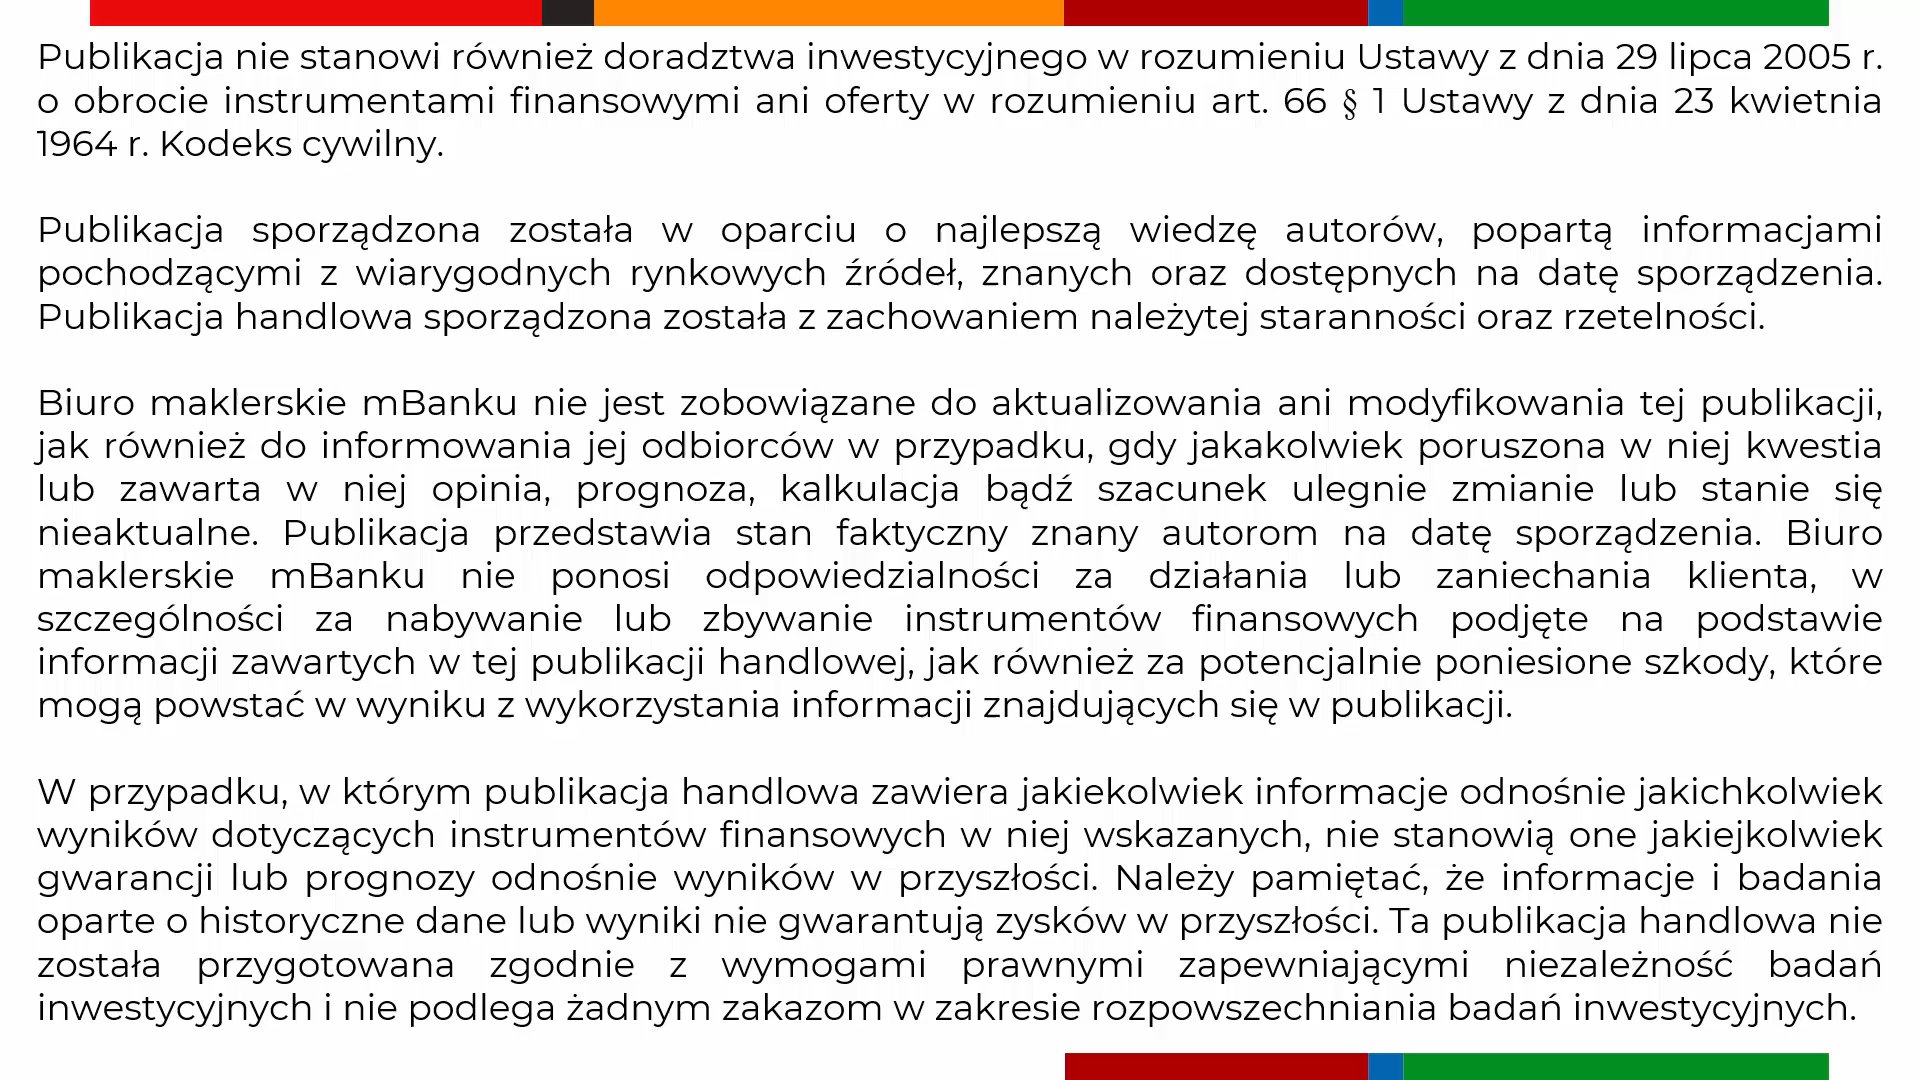 Publikacja nie stanowi również doradztwa inwestycyjnego w rozumieniu Ustawy z dnia 29 lipca 2005 r.
o obrocie instrumentami finansowymi ani oferty w rozumieniu art. 66 § 1 Ustawy z dnia 23 kwietnia
1964 r. Kodeks cywilny.
Publikacja sporządzona została w oparciu o najlepszą wiedzę autorów, popartą informacjami
pochodzącymi z wiarygodnych rynkowych źródeł, znanych oraz dostępnych na datę sporządzenia.
Publikacja handlowa sporządzona została z zachowaniem należytej staranności oraz rzetelności.
Biuro maklerskie mBanku nie jest zobowiązane do aktualizowania ani modyfikowania tej publikacji,
jak również do informowania jej odbiorców w przypadku, gdy jakakolwiek poruszona w niej kwestia
lub zawarta w niej opinia, prognoza, kalkulacja bądź szacunek ulegnie zmianie lub stanie się
nieaktualne. Publikacja przedstawia stan faktyczny znany autorom na datę sporządzenia. Biuro
maklerskie mBanku nie ponosi odpowiedzialności za działania lub zaniechania klienta, w
szczególności za nabywanie lub zbywanie instrumentów finansowych podjęte na podstawie
informacji zawartych w tej publikacji handlowej, jak również za potencjalnie poniesione szkody, które
mogą powstać w wyniku z wykorzystania informacji znajdujących się w publikacji.
W przypadku, w którym publikacja handlowa zawiera jakiekolwiek informacje odnośnie jakichkolwiek
wyników dotyczących instrumentów finansowych w niej wskazanych, nie stanowią one jakiejkolwiek
gwarancji lub prognozy odnośnie wyników w przyszłości. Należy pamiętać, że informacje i badania
oparte o historyczne dane lub wyniki nie gwarantują zysków w przyszłości. Ta publikacja handlowa nie
została przygotowana zgodnie z wymogami prawnymi zapewniającymi niezależność badań
inwestycyjnych i nie podlega żadnym zakazom w zakresie rozpowszechniania badań inwestycyjnych.